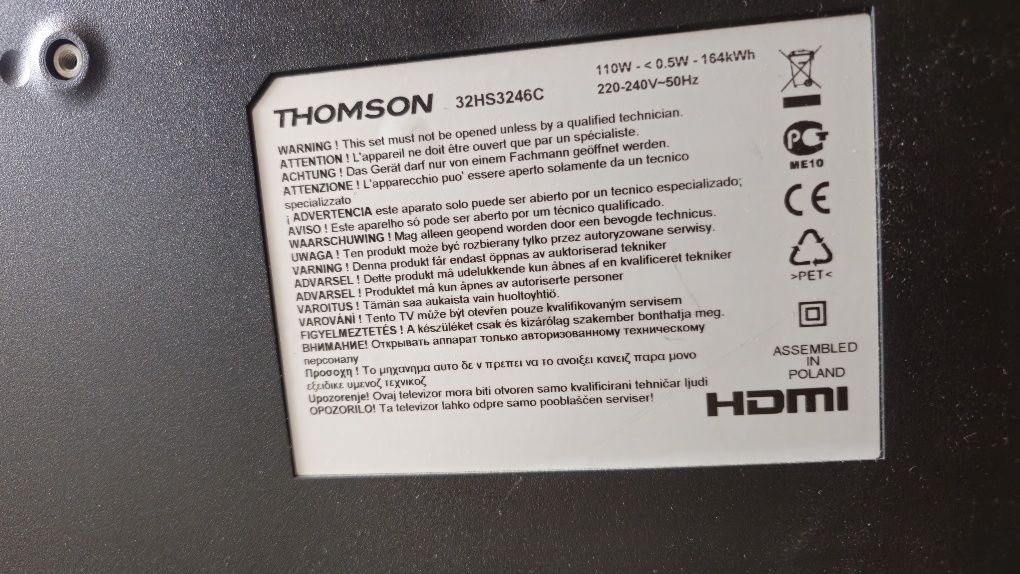 THOMSON 32HS3246C
110W - < 0.5W - 164kWh
220-240V~50Hz
WARNING ! This set must not be opened unless by a qualified technician.
ATTENTION ! L'appareil ne doit être ouvert que par un spécialiste.
ACHTUNG ! Das Gerät darf nur von einem Fachmann geöffnet werden.
ATTENZIONE ! L'apparecchio puo' essere aperto solamente da un tecnico
specializzato
¡ ADVERTENCIA este aparato solo puede ser abierto por un tecnico especializado;
AVISO ! Este aparelho só pode ser aberto por um técnico qualificado.
WAARSCHUWING ! Mag alleen geopend worden door een bevogde technicus.
UWAGA ! Ten produkt może być rozbierany tylko przez autoryzowane serwisy.
VARNING ! Denna produkt får endast öppnas av auktoriserad tekniker
ADVARSEL ! Dette produkt må udelukkende kun åbnes af en kvalificeret tekniker
ADVARSEL ! Produktet må kun åpnes av autoriserte personer
VAROITUS ! Tämän saa aukaista vain huoltoyhtiö.
VAROVÁNÍ ! Tento TV může být otevřen pouze kvalifikovaným servisem
FIGYELMEZTETÉS ! A készüléket csak és kizárólag szakember bonthatja meg.
ВНИМАНИЕ! Открывать аппарат только авторизованному техническому
персоналу
Προσοχη ! Το μηχανημα αυτο δε ν πρεπει να το ανοιξει κανειζ παρα μονο
εξειδικε υμενοζ τεχνικοζ
Upozorenje! Ovaj televizor mora biti otvoren samo kvalificirani tehničar ljudi
OPOZORILO! Ta televizor lahko odpre samo pooblaščen serviser!
PCT
ME10
CE
>PET<
ASSEMBLED
IN
POLAND
HDMI